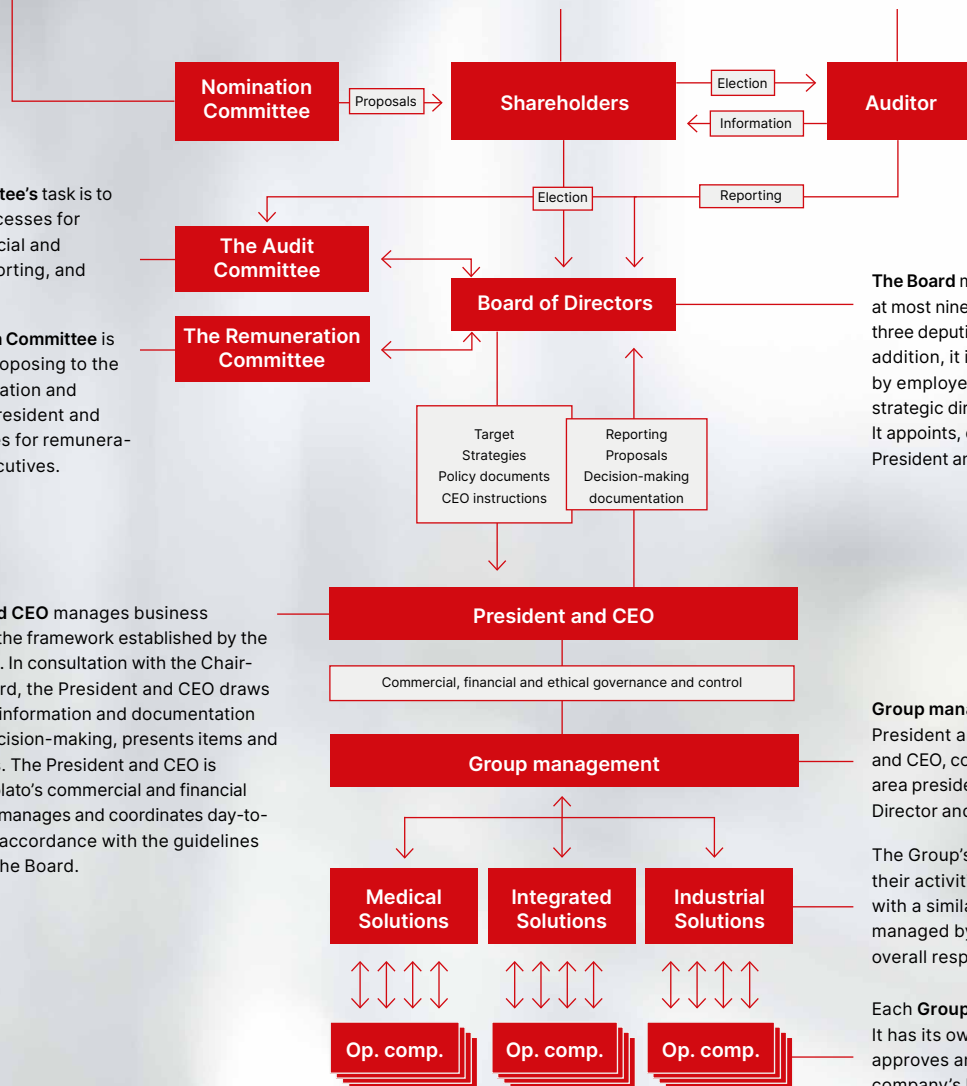 Nomination
Committee
Proposals
Shareholders
Election
Information
Auditor
Election
Reporting
tee’s task is to
cesses for
cial and
orting, and
The Audit
Committee
Board of Directors
The Remuneration
Committee
n Committee is
oposing to the
ation and
resident and
es for remunera-
cutives.
The Board m
at most nine
three deputi
addition, it i
by employe
strategic dir
It appoints,
President an
Target
Strategies
Policy documents
CEO instructions
Reporting
Proposals
Decision-making
documentation
d CEO manages business
the framework established by the
. In consultation with the Chair-
rd, the President and CEO draws
information and documentation
cision-making, presents items and
s. The President and CEO is
lato’s commercial and financial
manages and coordinates day-to-
accordance with the guidelines
he Board.
President and CEO
Commercial, financial and ethical governance and control
Group management
Group mana
President a
and CEO, co
area preside
Director and
Medical
Solutions
Integrated
Solutions
Industrial
Solutions
The Group’s
their activiti
with a simila
managed by
overall resp
Op. comp.
Op. comp.
Op. comp.
Each Group
It has its ow
approves an
company’s